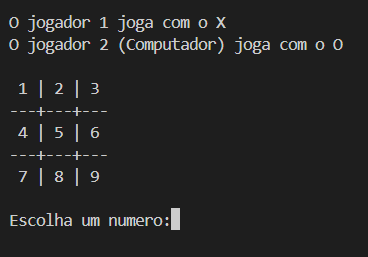 O jogador 1 joga com o X
O jogador 2 (Computador) joga com o O
1 | 2 | 3
---+---+---
4 | 5 | 6
---+---+---
7 | 8 | 9
Escolha um numero: